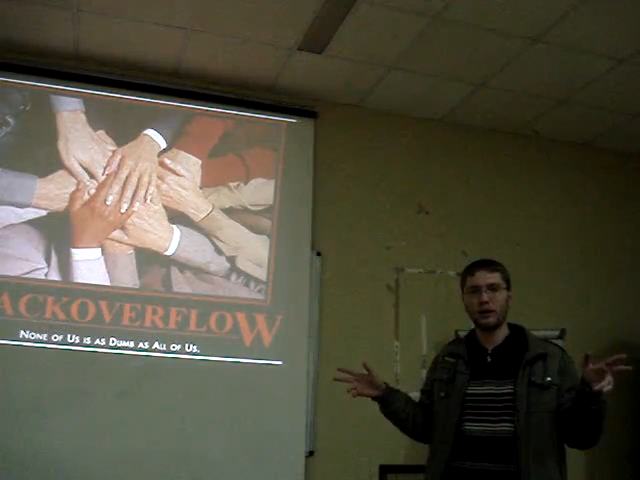 ACKOVERFLOW
NONE OF US IS AS DUMB AS ALL OF US.